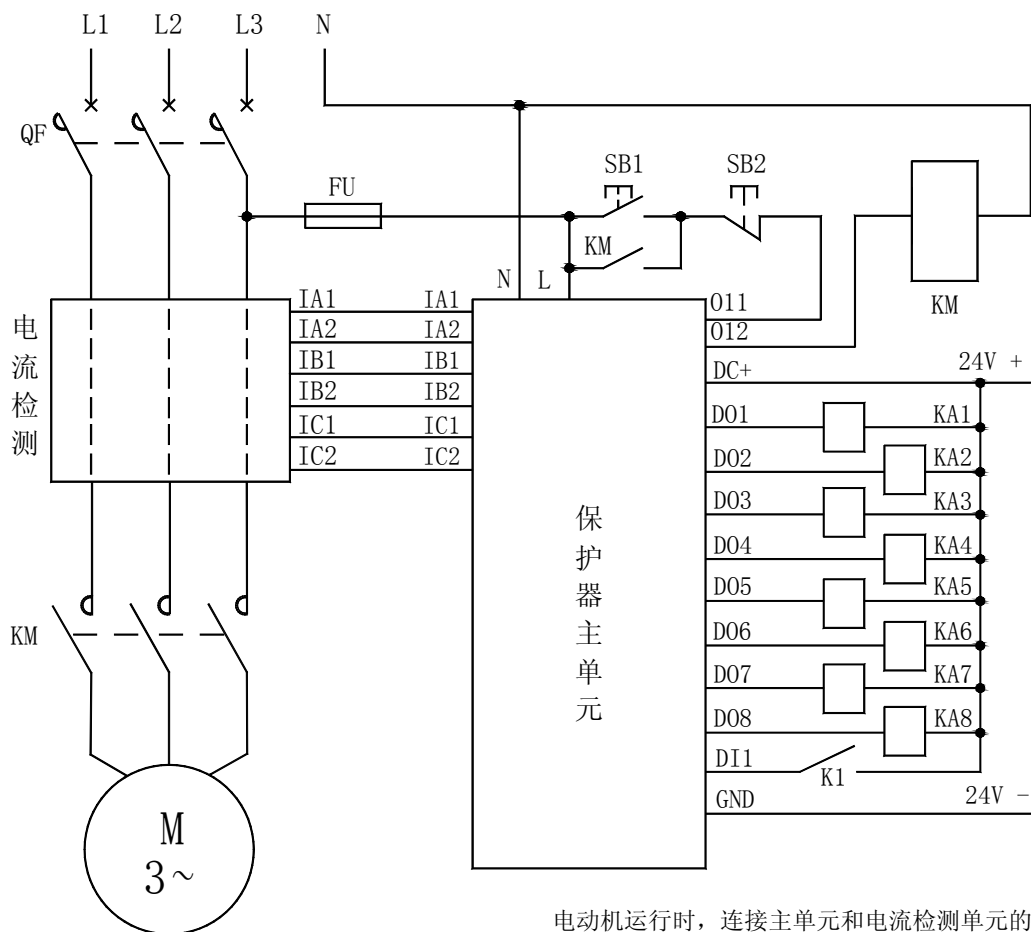 L1 L2 L3 N
QF
FU
SB1 SB2
KM
N L
KM
电流检测
IA1 IA1
IA2 IA2
IB1 IB1
IB2 IB2
IC1 IC1
IC2 IC2
保护器主单元
011
012
DC+ 24V +
DO1 KA1
DO2 KA2
DO3 KA3
DO4 KA4
DO5 KA5
DO6 KA6
DO7 KA7
DO8 KA8
DI1 K1
GND 24V -
KM
M
3~
电动机运行时，连接主单元和电流检测单元的